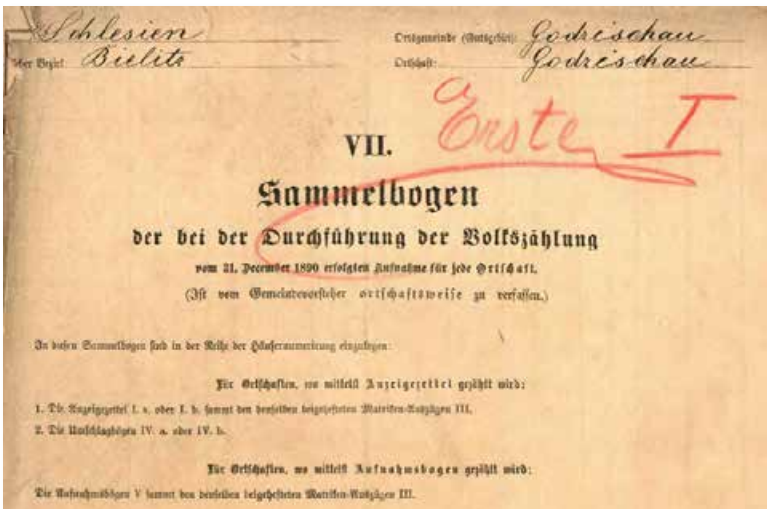 Schlesien
Ortsgemeinde (Gutsgebiet): Godzischau
Bezirk Bielitz
Ortschaft: Godzischau
Erste I
VII.
Sammelbogen
der bei der Durchführung der Volkszählung
vom 31. December 1890 erfolgten Aufnahme für jede Ortschaft.
(Ist vom Gemeindevorsteher ortschaftsweise zu verfassen.)
In diesen Sammelbogen sind in der Reihe der Häusernumerirung einzulegen:
Für Ortschaften, wo mittelst Anzeigezettel gezählt wird:
1. Die Anzeigezettel I. a. oder I. b. sammt den denselben beigehefteten Matriken-Auszügen III.
2. Die Umschlagbögen IV. a. oder IV. b.
Für Ortschaften, wo mittelst Aufnahmsbogen gezählt wird:
Die Aufnahmsbögen V sammt den denselben beigehefteten Matriken-Auszügen III.